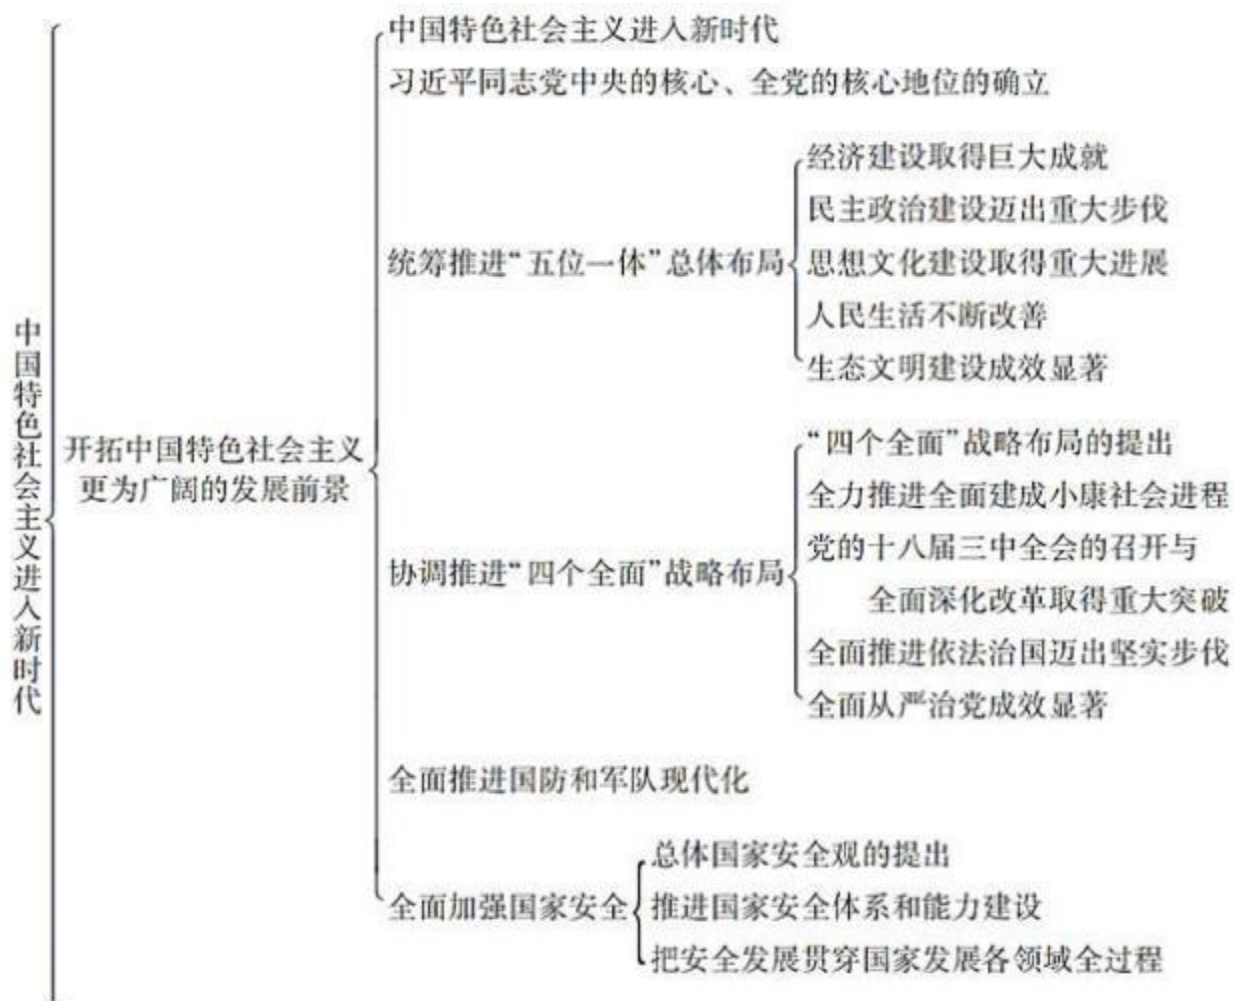 中国特色社会主义进入新时代
开拓中国特色社会主义
更为广阔的发展前景
中国特色社会主义进入新时代
习近平同志党中央的核心、全党的核心地位的确立
统筹推进“五位一体”总体布局
经济建设取得巨大成就
民主政治建设迈出重大步伐
思想文化建设取得重大进展
人民生活不断改善
生态文明建设成效显著
协调推进“四个全面”战略布局
“四个全面”战略布局的提出
全力推进全面建成小康社会进程
党的十八届三中全会的召开与
全面深化改革取得重大突破
全面推进依法治国迈出坚实步伐
全面从严治党成效显著
全面推进国防和军队现代化
全面加强国家安全
总体国家安全观的提出
推进国家安全体系和能力建设
把安全发展贯穿国家发展各领域全过程